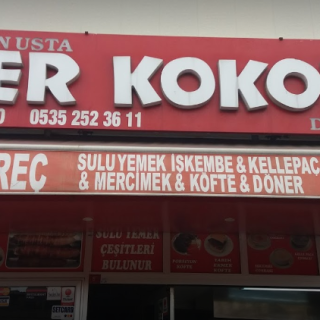 N USTA
ER KOKO
0535 252 36 11
REÇ
SULU YEMEK İŞKEMBE & KELLEPAÇ
& MERCİMEK & KÖFTE & DÖNER
SULU YEMEK
ÇEŞİTLERİ
BULUNUR
SETCARD